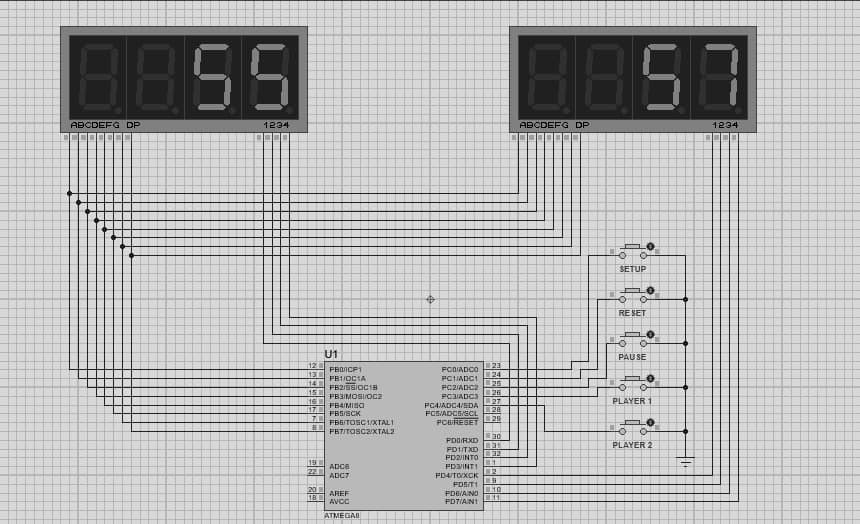 55
57
ABCDEFG DP 1234
ABCDEFG DP 1234
SETUP
RESET
PAUSE
PLAYER 1
PLAYER 2
U1
12 PB0/ICP1 PC0/ADC0 23
13 PB1/OC1A PC1/ADC1 24
14 PB2/SS/OC1B PC2/ADC2 25
15 PB3/MOSI/OC2 PC3/ADC3 26
16 PB4/MISO PC4/ADC4/SDA 27
17 PB5/SCK PC5/ADC5/SCL 28
7 PB6/TOSC1/XTAL1 PC6/RESET 29
8 PB7/TOSC2/XTAL2
PD0/RXD 30
PD1/TXD 31
PD2/INT0 32
19 ADC6 PD3/INT1 1
22 ADC7 PD4/T0/XCK 2
PD5/T1 9
20 AREF PD6/AIN0 10
18 AVCC PD7/AIN1 11
ATMEGA8